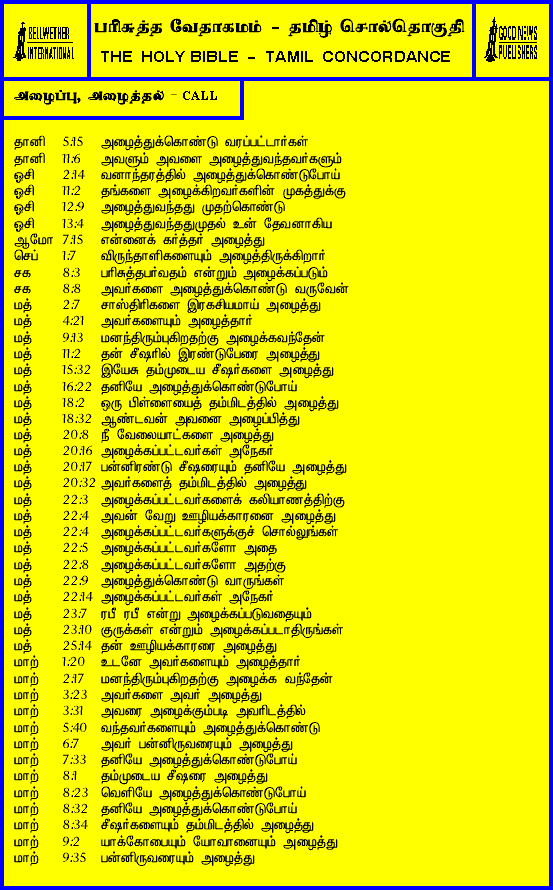 BELLWETHER
INTERNATIONAL
பரிசுத்த வேதாகமம் - தமிழ் சொல்தொகுதி
THE HOLY BIBLE - TAMIL CONCORDANCE
GOOD NEWS
PUBLISHERS
அழைப்பு, அழைத்தல் - CALL
தானி 5:15 அழைத்துக்கொண்டு வரப்பட்டார்கள்
தானி 11:6 அவளும் அவளை அழைத்துவந்தவர்களும்
ஓசி 2:14 வனாந்தரத்தில் அழைத்துக்கொண்டுபோய்
ஓசி 11:2 தங்களை அழைக்கிறவர்களின் முகத்துக்கு
ஓசி 12:9 அழைத்துவந்தது முதற்கொண்டு
ஓசி 13:4 அழைத்துவந்ததுமுதல் உன் தேவனாகிய
ஆமோ 7:15 என்னைக் கர்த்தர் அழைத்து
செப் 1:7 விருந்தாளிகளையும் அழைத்திருக்கிறார்
சக 8:3 பரிசுத்தபர்வதம் என்றும் அழைக்கப்படும்
சக 8:8 அவர்களை அழைத்துக்கொண்டு வருவேன்
மத் 2:7 சாஸ்திரிகளை இரகசியமாய் அழைத்து
மத் 4:21 அவர்களையும் அழைத்தார்
மத் 9:13 மனந்திரும்புகிறதற்கு அழைக்கவந்தேன்
மத் 11:2 தன் சீஷரில் இரண்டுபேரை அழைத்து
மத் 15:32 இயேசு தம்முடைய சீஷர்களை அழைத்து
மத் 16:22 தனியே அழைத்துக்கொண்டுபோய்
மத் 18:2 ஒரு பிள்ளையைத் தம்மிடத்தில் அழைத்து
மத் 18:32 ஆண்டவன் அவனை அழைப்பித்து
மத் 20:8 நீ வேலையாட்களை அழைத்து
மத் 20:16 அழைக்கப்பட்டவர்கள் அநேகர்
மத் 20:17 பன்னிரண்டு சீஷரையும் தனியே அழைத்து
மத் 20:32 அவர்களைத் தம்மிடத்தில் அழைத்து
மத் 22:3 அழைக்கப்பட்டவர்களைக் கலியாணத்திற்கு
மத் 22:4 அவன் வேறு ஊழியக்காரனை அழைத்து
மத் 22:4 அழைக்கப்பட்டவர்களுக்குச் சொல்லுங்கள்
மத் 22:5 அழைக்கப்பட்டவர்களோ அதை
மத் 22:8 அழைக்கப்பட்டவர்களோ அதற்கு
மத் 22:9 அழைத்துக்கொண்டு வாருங்கள்
மத் 22:14 அழைக்கப்பட்டவர்கள் அநேகர்
மத் 23:7 ரபீ ரபீ என்று அழைக்கப்படுவதையும்
மத் 23:10 குருக்கள் என்றும் அழைக்கப்படாதிருங்கள்
மத் 25:14 தன் ஊழியக்காரரை அழைத்து
மாற் 1:20 உடனே அவர்களையும் அழைத்தார்
மாற் 2:17 மனந்திரும்புகிறதற்கு அழைக்க வந்தேன்
மாற் 3:23 அவர்களை அவர் அழைத்து
மாற் 3:31 அவரை அழைக்கும்படி அவரிடத்தில்
மாற் 5:40 வந்தவர்களையும் அழைத்துக்கொண்டு
மாற் 6:7 அவர் பன்னிருவரையும் அழைத்து
மாற் 7:33 தனியே அழைத்துக்கொண்டுபோய்
மாற் 8:1 தம்முடைய சீஷரை அழைத்து
மாற் 8:23 வெளியே அழைத்துக்கொண்டுபோய்
மாற் 8:32 தனியே அழைத்துக்கொண்டுபோய்
மாற் 8:34 சீஷர்களையும் தம்மிடத்தில் அழைத்து
மாற் 9:2 யாக்கோபையும் யோவானையும் அழைத்து
மாற் 9:35 பன்னிருவரையும் அழைத்து